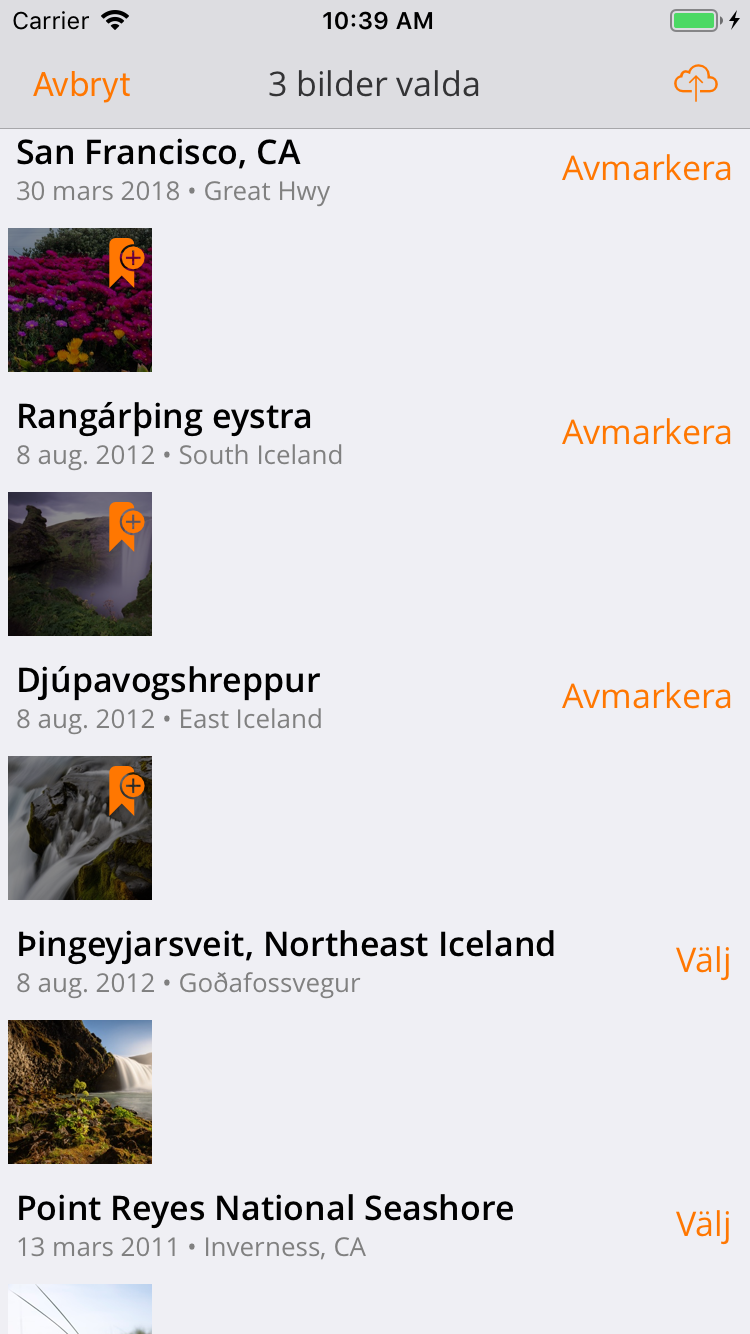 Carrier 10:39 AM
Avbryt 3 bilder valda
San Francisco, CA
Avmarkera
30 mars 2018 • Great Hwy
Rangárþing eystra
Avmarkera
8 aug. 2012 • South Iceland
Djúpavogshreppur
Avmarkera
8 aug. 2012 • East Iceland
Þingeyjarsveit, Northeast Iceland
Välj
8 aug. 2012 • Goðafossvegur
Point Reyes National Seashore
Välj
13 mars 2011 • Inverness, CA